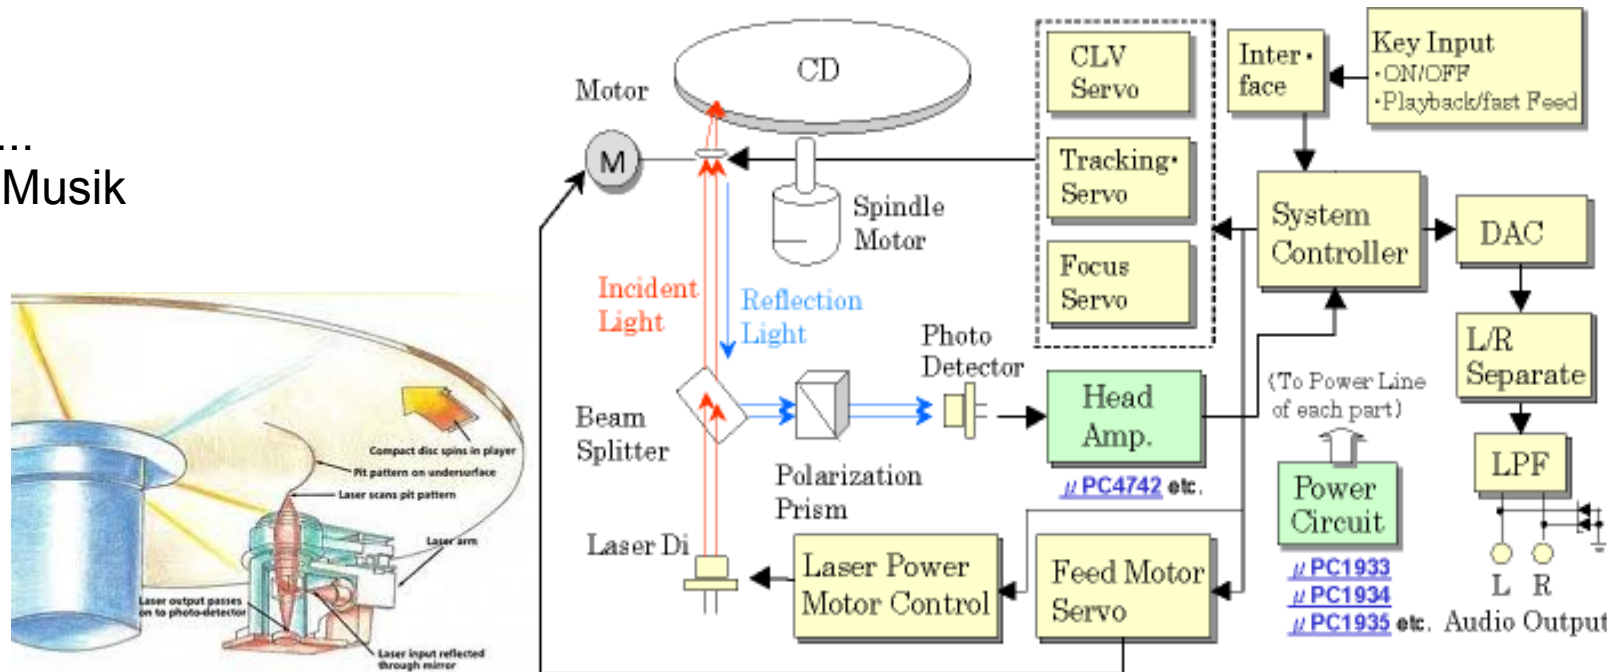 ...
Musik
Compact disc spins in player
Pit pattern on undersurface
Laser scans pit pattern
Laser arm
Laser output passes
on to photo-detector
Laser input reflected
through mirror
Motor
M
CD
Spindle
Motor
Incident
Light
Reflection
Light
Beam
Splitter
Polarization
Prism
Photo
Detector
Laser Di
CLV
Servo
Tracking·
Servo
Focus
Servo
Head
Amp.
μPC4742 etc.
Laser Power
Motor Control
Feed Motor
Servo
Inter·
face
Key Input
·ON/OFF
·Playback/fast Feed
System
Controller
DAC
L/R
Separate
LPF
(To Power Line
of each part)
Power
Circuit
μPC1933
μPC1934
μPC1935 etc.
L R
Audio Output